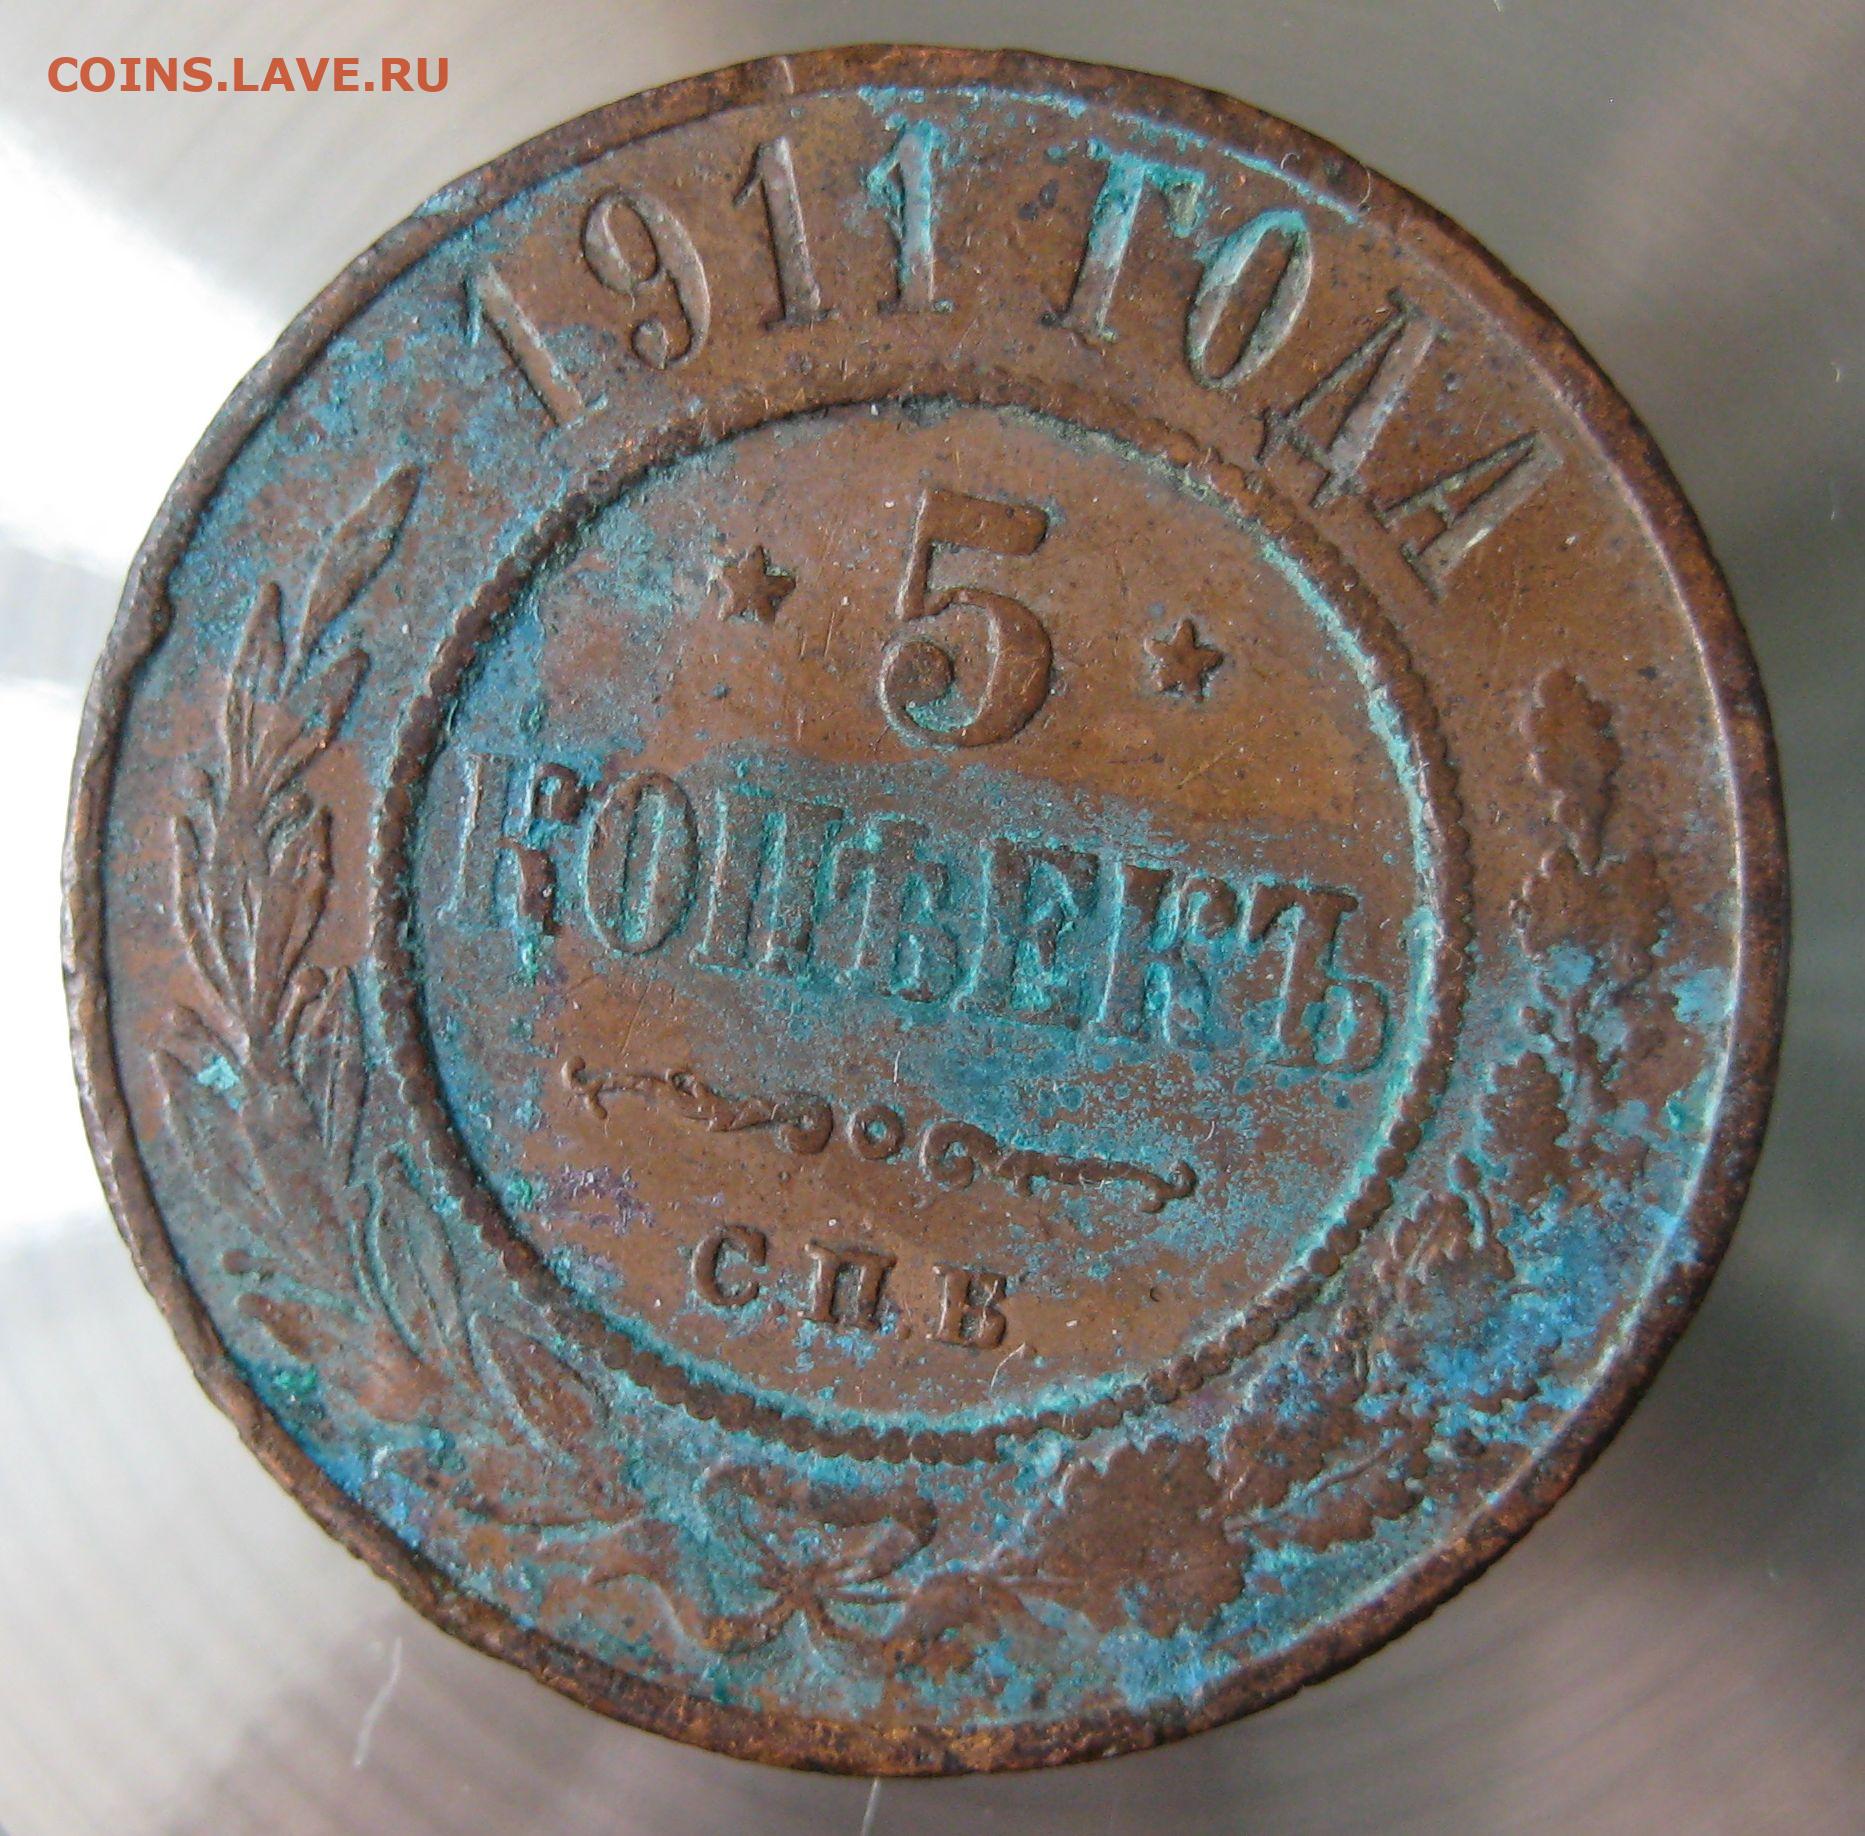 COINS.LAVE.RU
1911 ГОДА
5
КОПѢЕКЪ
С.П.Б.